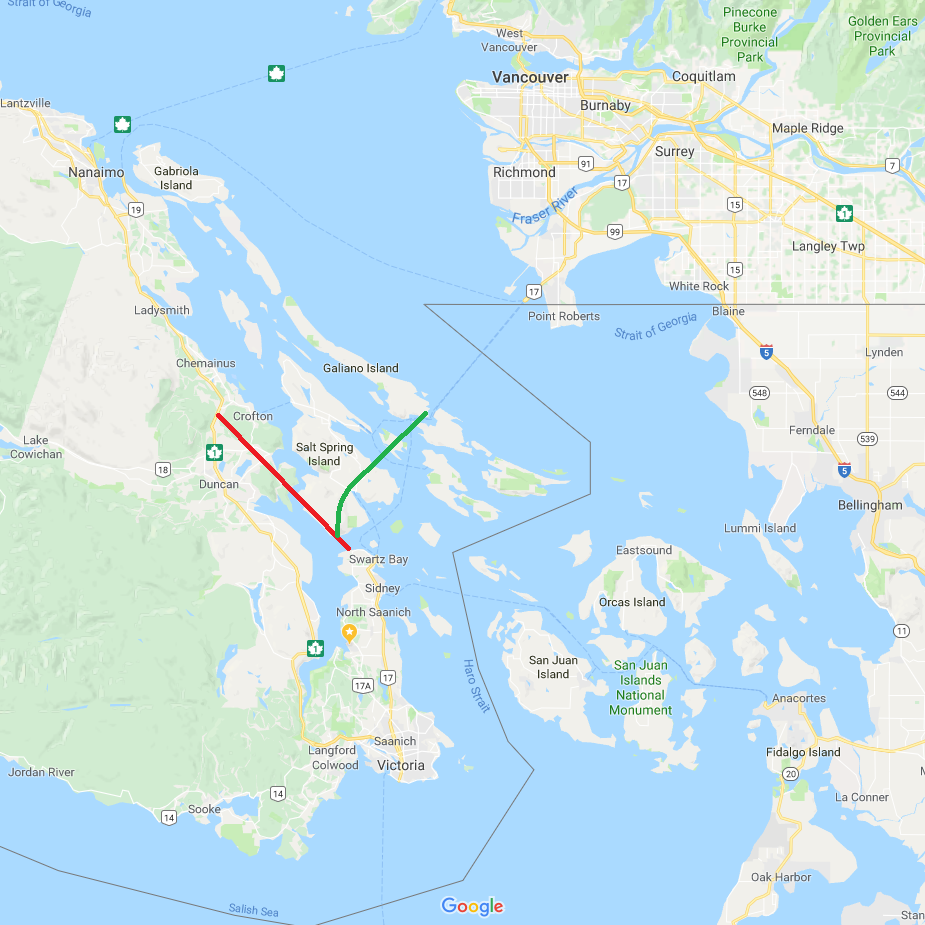 Strait of Georgia
West
Vancouver
Pinecone
Burke
Provincial
Park
Golden Ears
Provincial
Park
VANCOUVER
Coquitlam
Burnaby
Lantzville
Maple Ridge
Surrey
Nanaimo
Gabriola
Island
Richmond
91
7
17
Fraser River
19
15
1
99
Langley Twp
15
White Rock
17
Ladysmith
Point Roberts
Blaine
Strait of Georgia
5
Lynden
Chemainus
Galiano Island
548
544
Crofton
Ferndale
539
Lake
Cowichan
1
Salt Spring
Island
18
5
Duncan
Bellingham
Lummi Island
Eastsound
Swartz Bay
Sidney
Orcas Island
North Saanich
11
1
San Juan
Island
San Juan
Islands
National
Monument
Haro Strait
17
17A
Anacortes
Saanich
Langford
Colwood
Victoria
Fidalgo Island
Jordan River
20
M
14
La Conner
Sooke
14
Oak Harbor
Google
Salish Sea
Stan